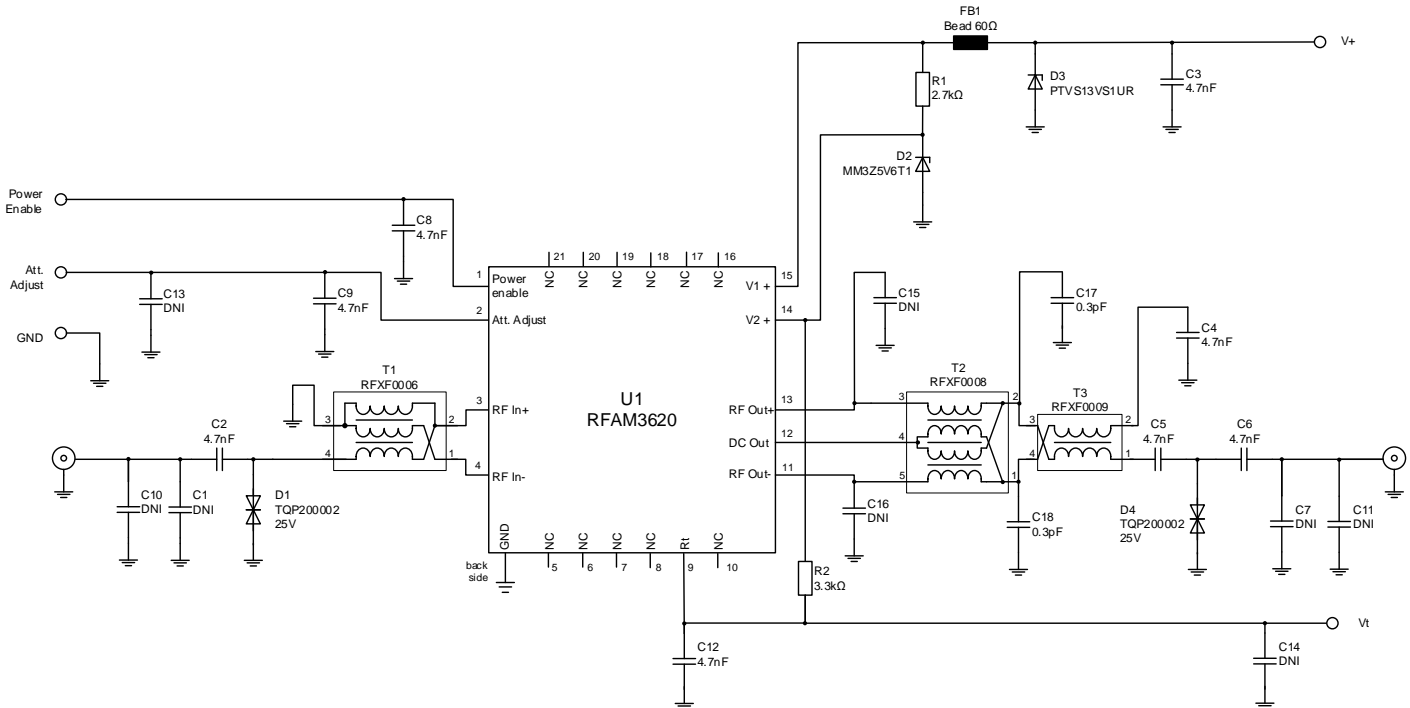 FB1
Bead 60Ω
V+
R1
2.7kΩ
D3
PTVS13VS1UR
C3
4.7nF
D2
MM3Z5V6T1
Power
Enable
C8
4.7nF
Att.
Adjust
C13
DNI
C9
4.7nF
GND
21 20 19 18 17 16
NC NC NC NC NC NC
1
Power
enable
2
Att. Adjust
15
V1 +
14
V2 +
C15
DNI
C17
0.3pF
C4
4.7nF
T1
RFXF0006
U1
RFAM3620
T2
RFXF0008
T3
RFXF0009
3 2
4 1
3
RF In+
4
RF In-
13
RF Out+
12
DC Out
11
RF Out-
3 2
4
5 1
3 2
4 1
C2
4.7nF
C5
4.7nF
C6
4.7nF
C10
DNI
C1
DNI
D1
TQP200002
25V
C16
DNI
C18
0.3pF
D4
TQP200002
25V
C7
DNI
C11
DNI
GND NC NC NC NC Rt NC
back
side
5 6 7 8 9 10
R2
3.3kΩ
Vt
C12
4.7nF
C14
DNI